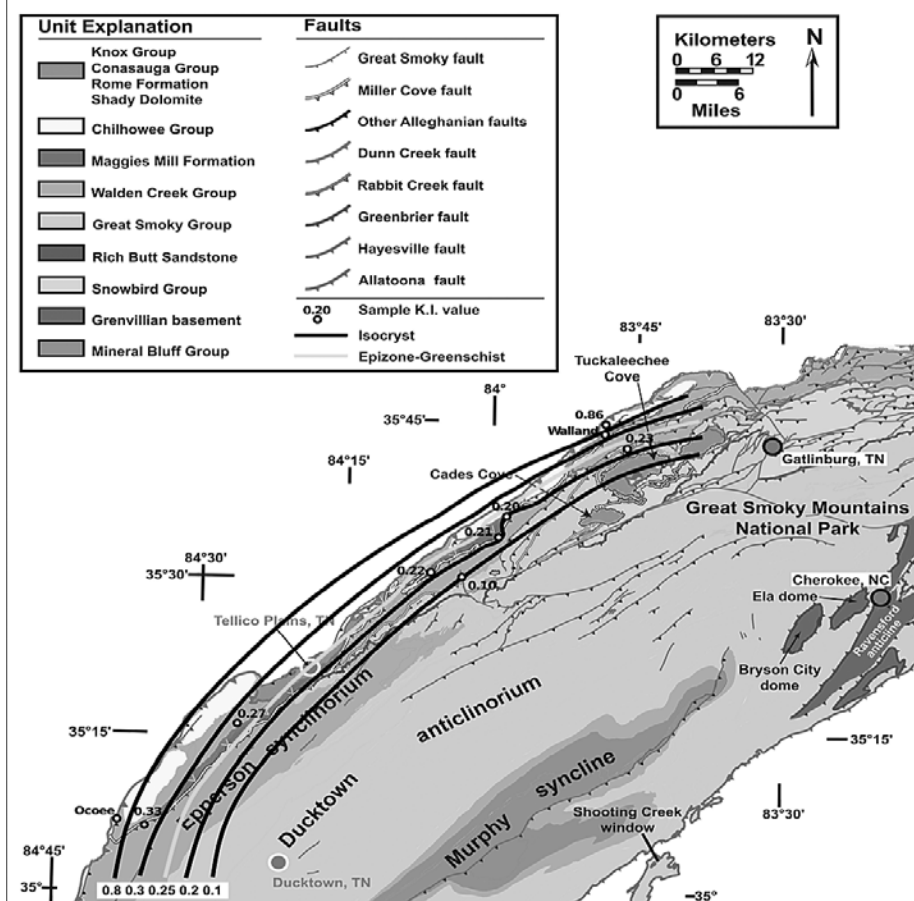 Unit Explanation
Knox Group
Conasauga Group
Rome Formation
Shady Dolomite
Chilhowee Group
Maggies Mill Formation
Walden Creek Group
Great Smoky Group
Rich Butt Sandstone
Snowbird Group
Grenvillian basement
Mineral Bluff Group
Faults
Great Smoky fault
Miller Cove fault
Other Alleghanian faults
Dunn Creek fault
Rabbit Creek fault
Greenbrier fault
Hayesville fault
Allatoona fault
0.20
Sample K.I. value
Isocryst
Epizone-Greenschist
Kilometers
0 6 12
0 6
Miles
N
83°45'
83°30'
Tuckaleechee
Cove
84°
35°45'
0.86
Walland
0.23
Gatlinburg, TN
84°15'
Cades Cove
0.20
0.21
Great Smoky Mountains
National Park
84°30'
35°30'
0.22
0.10
Cherokee, NC
Ela dome
Tellico Plains, TN
Ravensford
anticline
Bryson City
dome
0.27
35°15'
35°15'
Epperson synclinorium
Ducktown anticlinorium
Murphy syncline
Ocoee
0.33
83°30'
Shooting Creek
window
84°45'
35°
Ducktown, TN
0.8 0.3 0.25 0.2 0.1
35°